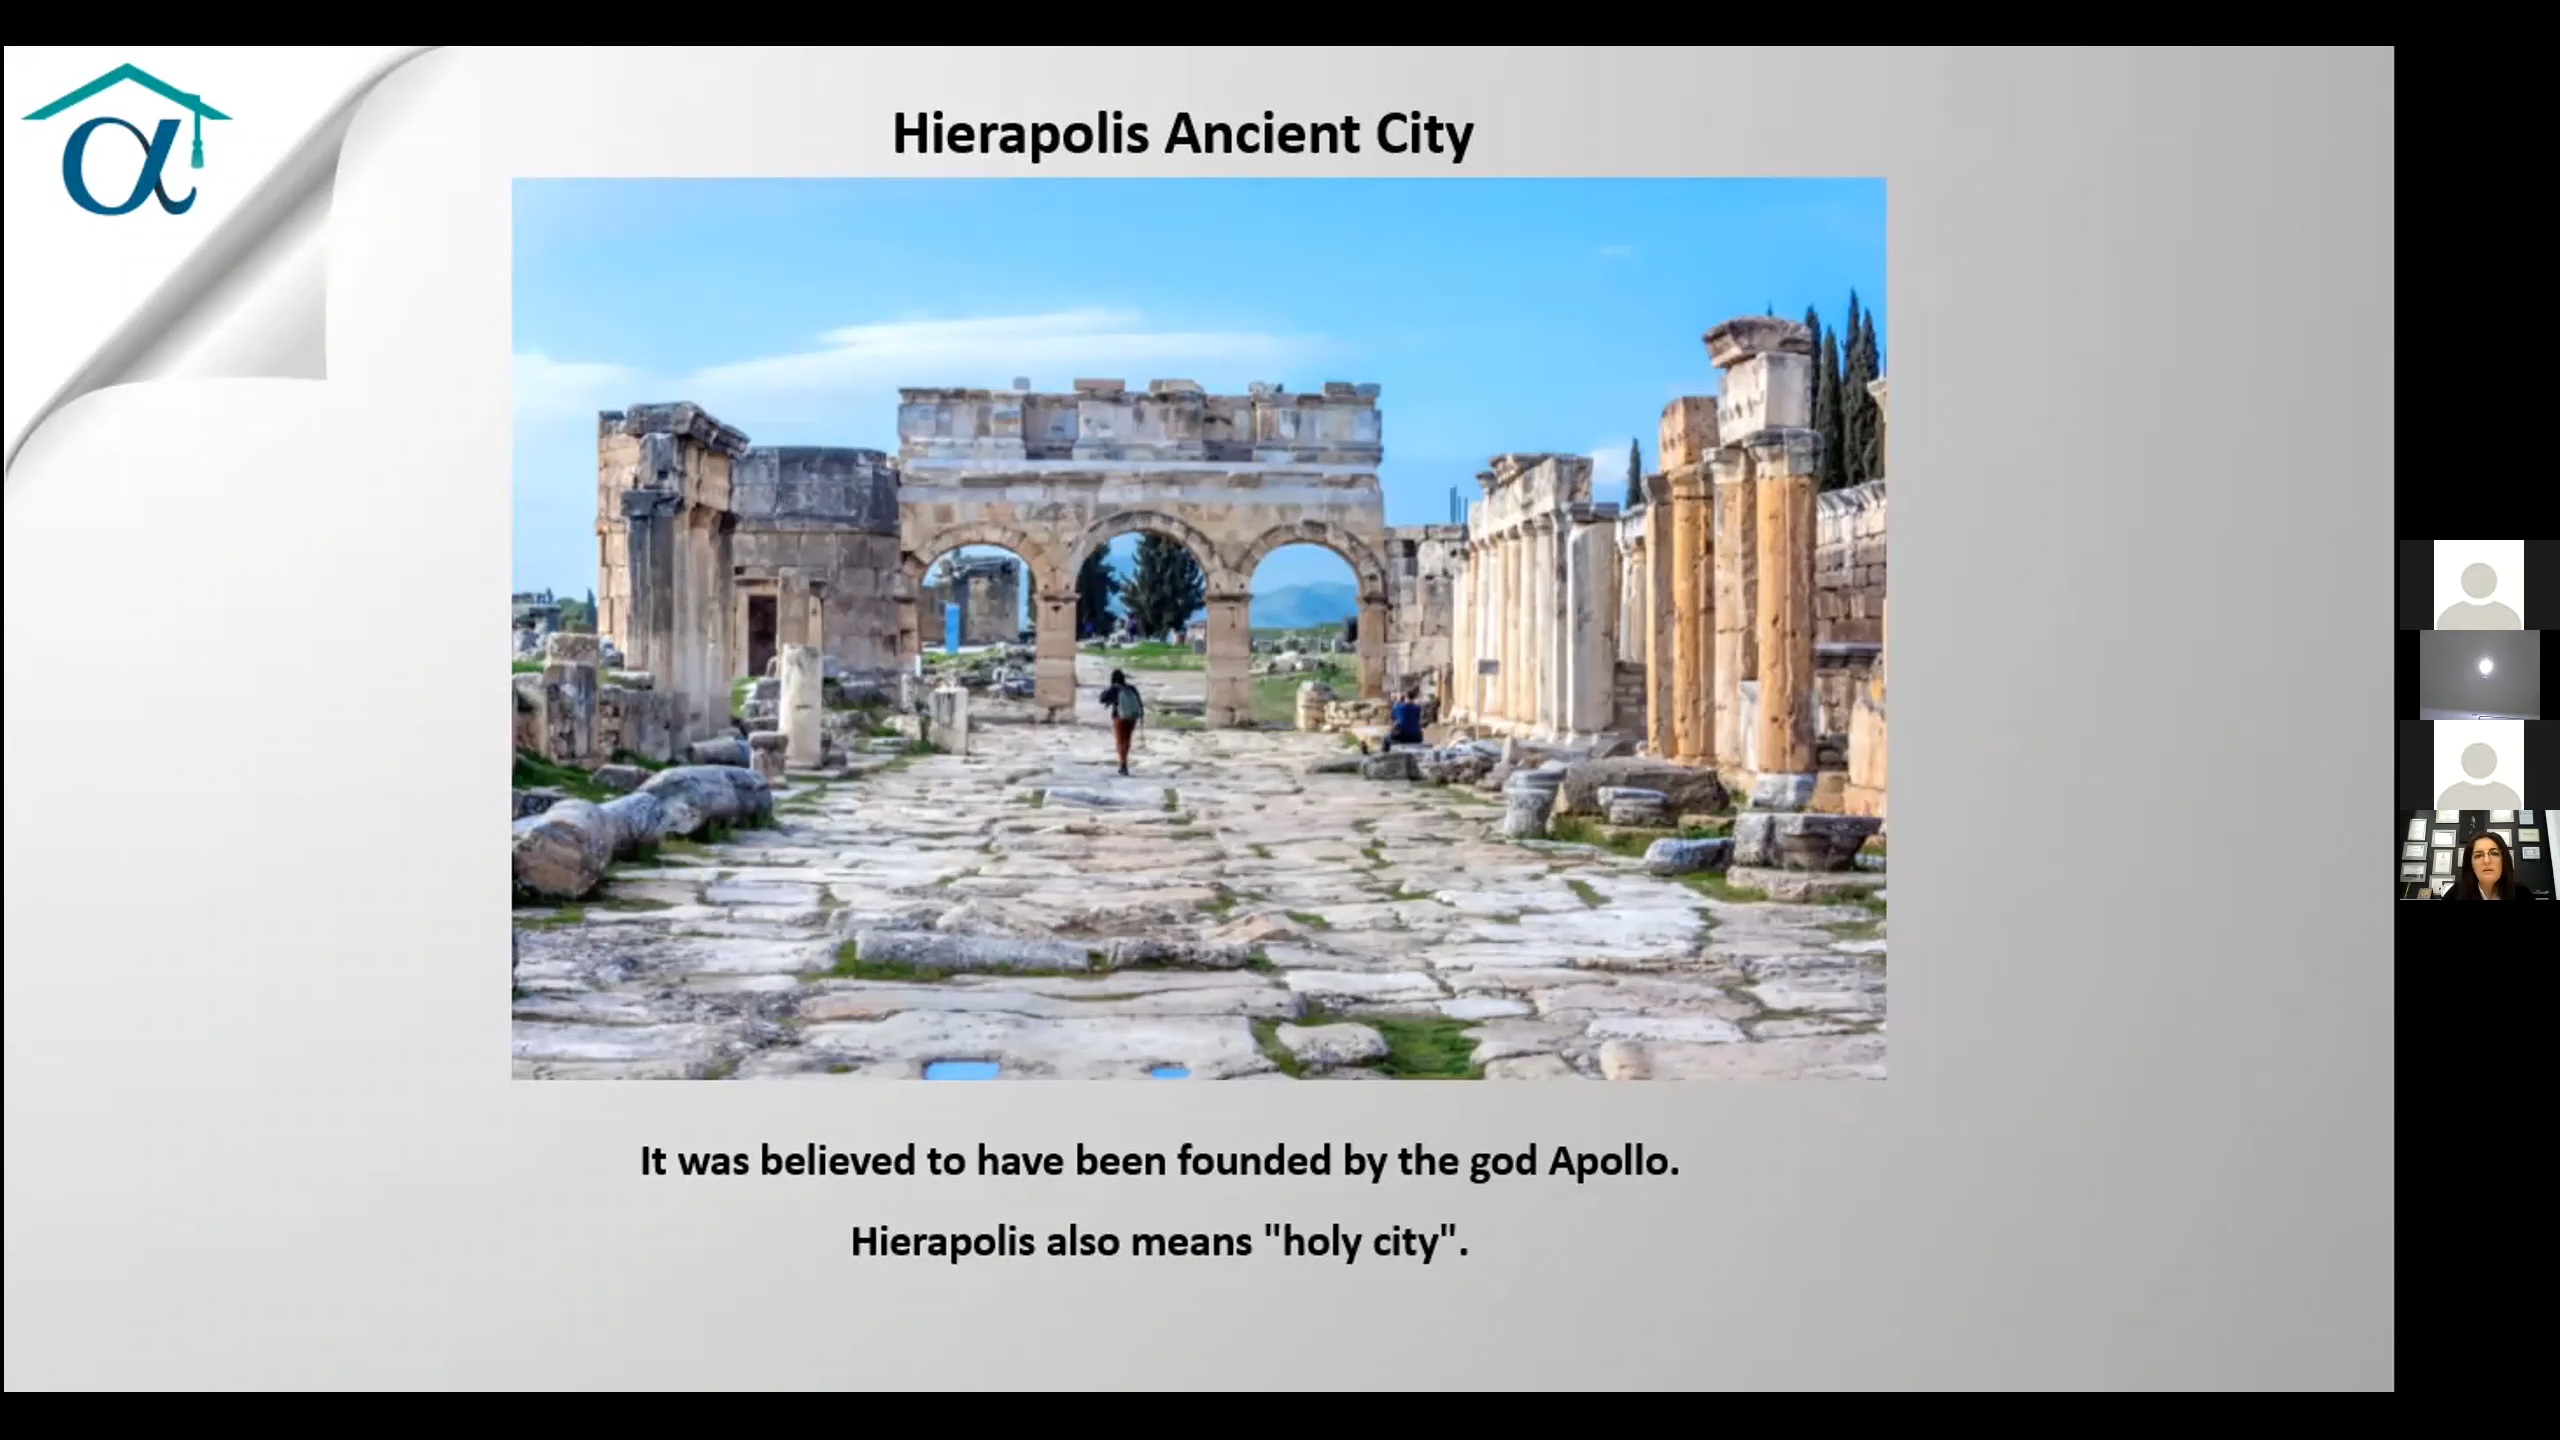 Hierapolis Ancient City
It was believed to have been founded by the god Apollo.
Hierapolis also means "holy city".